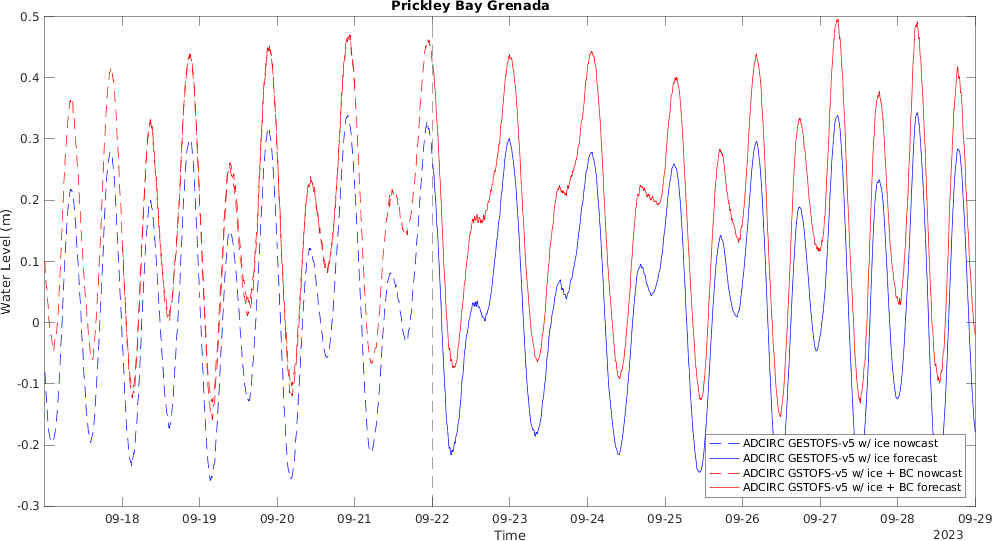 Prickley Bay Grenada
0.5
0.4
0.3
0.2
0.1
0
-0.1
-0.2
-0.3
Water Level (m)
ADCIRC GESTOFS-v5 w/ ice nowcast
ADCIRC GESTOFS-v5 w/ ice forecast
ADCIRC GSTOFS-v5 w/ ice + BC nowcast
ADCIRC GSTOFS-v5 w/ ice + BC forecast
09-18 09-19 09-20 09-21 09-22 09-23 09-24 09-25 09-26 09-27 09-28 09-29
Time
2023